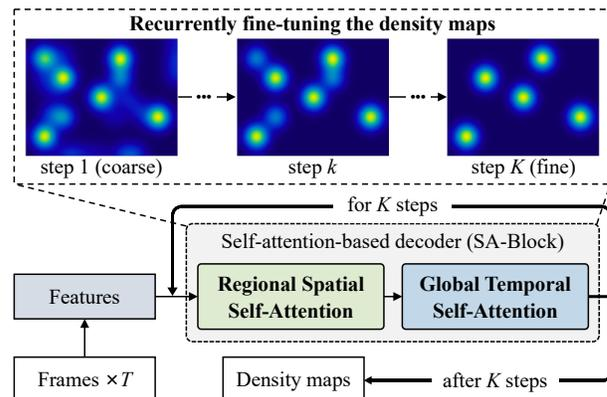 Recurrently fine-tuning the density maps
...
...
step 1 (coarse)
step k
step K (fine)
for K steps
Self-attention-based decoder (SA-Block)
Features
Regional Spatial
Self-Attention
Global Temporal
Self-Attention
Frames ×T
Density maps
after K steps